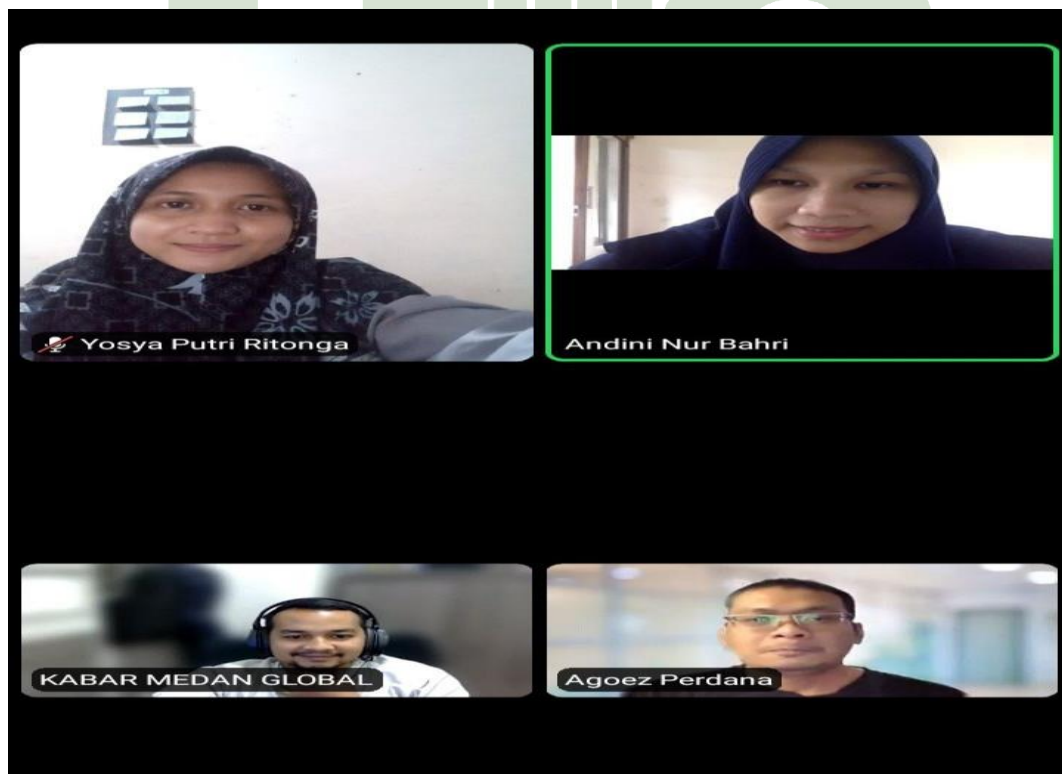 Yosya Putri Ritonga
Andini Nur Bahri
KABAR MEDAN GLOBAL
Agoez Perdana